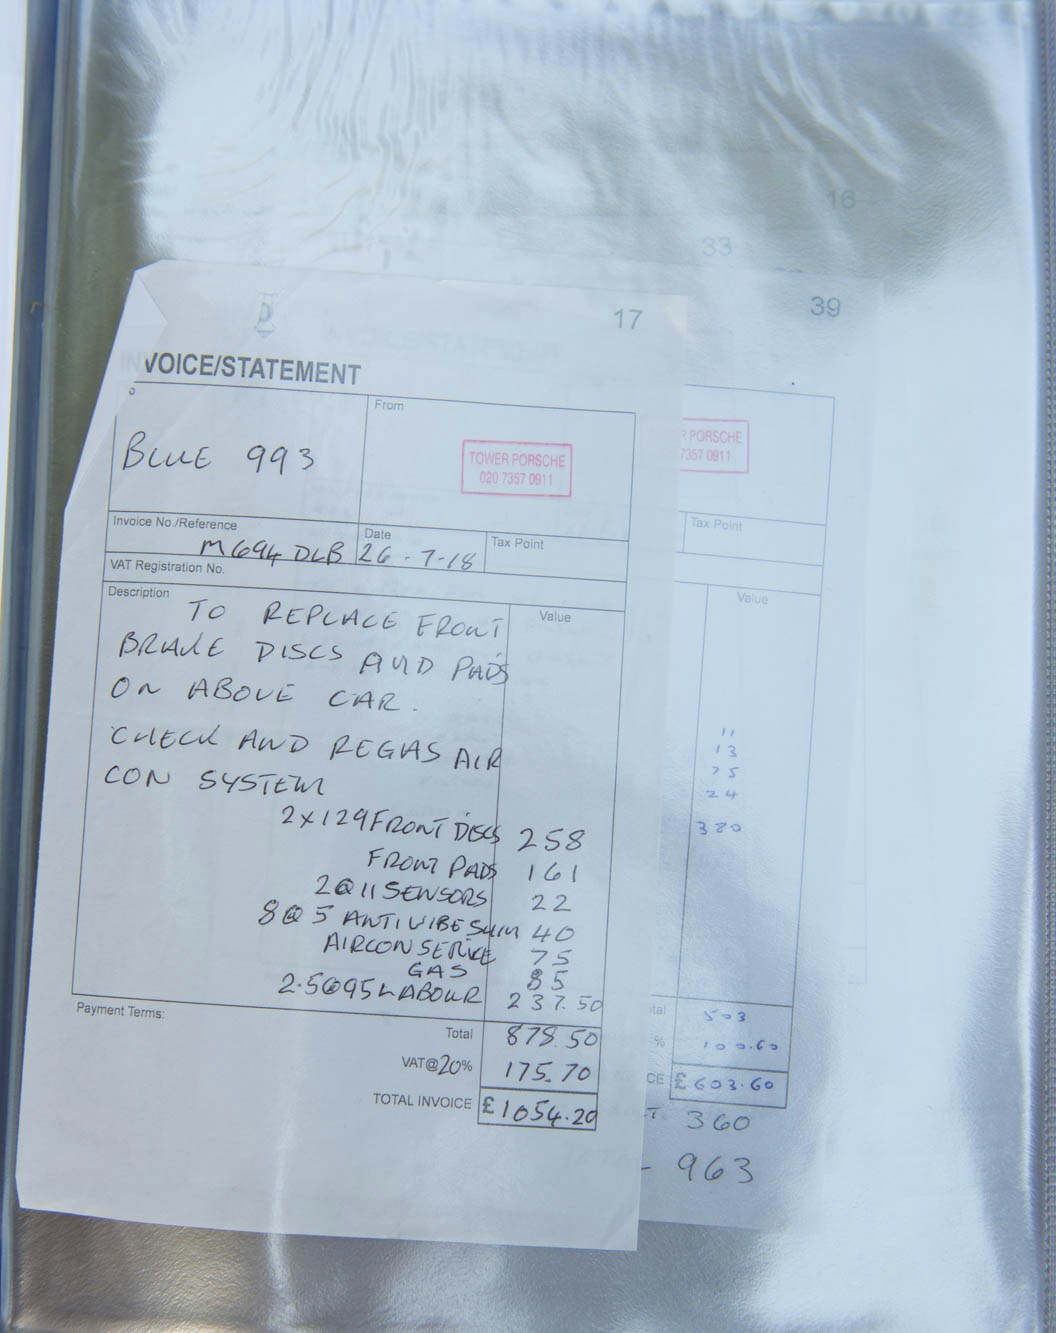 16
33
39
17
INVOICE/STATEMENT
From
BLUE 993
TOWER PORSCHE
020 7357 0911
Invoice No./Reference
M694 DLB
Date
26-7-18
Tax Point
VAT Registration No.
Description
Value
TO REPLACE FRONT
BRAKE DISCS AND PADS
ON ABOVE CAR.
CHECK AND REGAS AIR
CON SYSTEM
2x129 FRONT DISCS 258
FRONT PADS 161
2@11 SENSORS 22
8@5 ANTIVIBE SHIM 40
AIRCON SERVICE 75
GAS 85
2.5@95 LABOUR 237.50
Payment Terms:
Total 878.50
VAT@20% 175.70
TOTAL INVOICE £1054.20
R PORSCHE
7357 0911
Tax Point
Value
11
13
75
24
380
tal 503
% 100.60
CE £603.60
T. 360
- 963